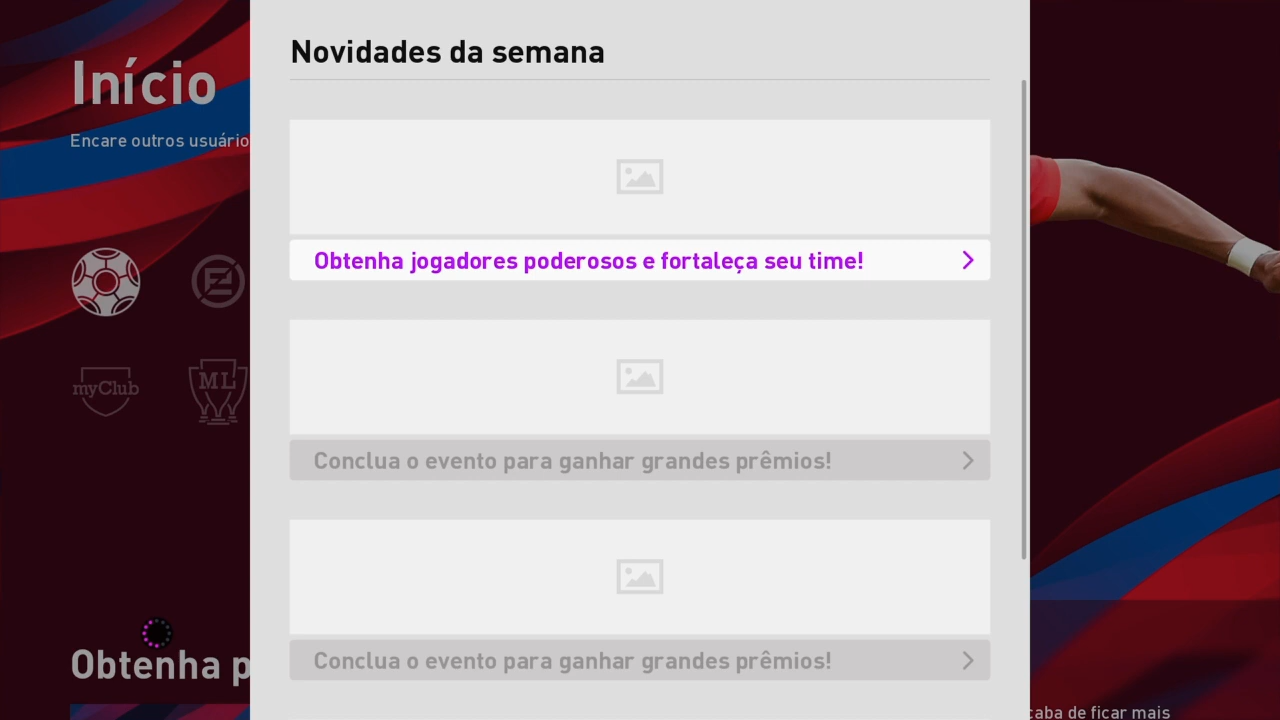 Novidades da semana
Início
Encare outros usuário
Obtenha jogadores poderosos e fortaleça seu time!
myClub
ML
Conclua o evento para ganhar grandes prêmios!
Conclua o evento para ganhar grandes prêmios!
Obtenha p
caba de ficar mais